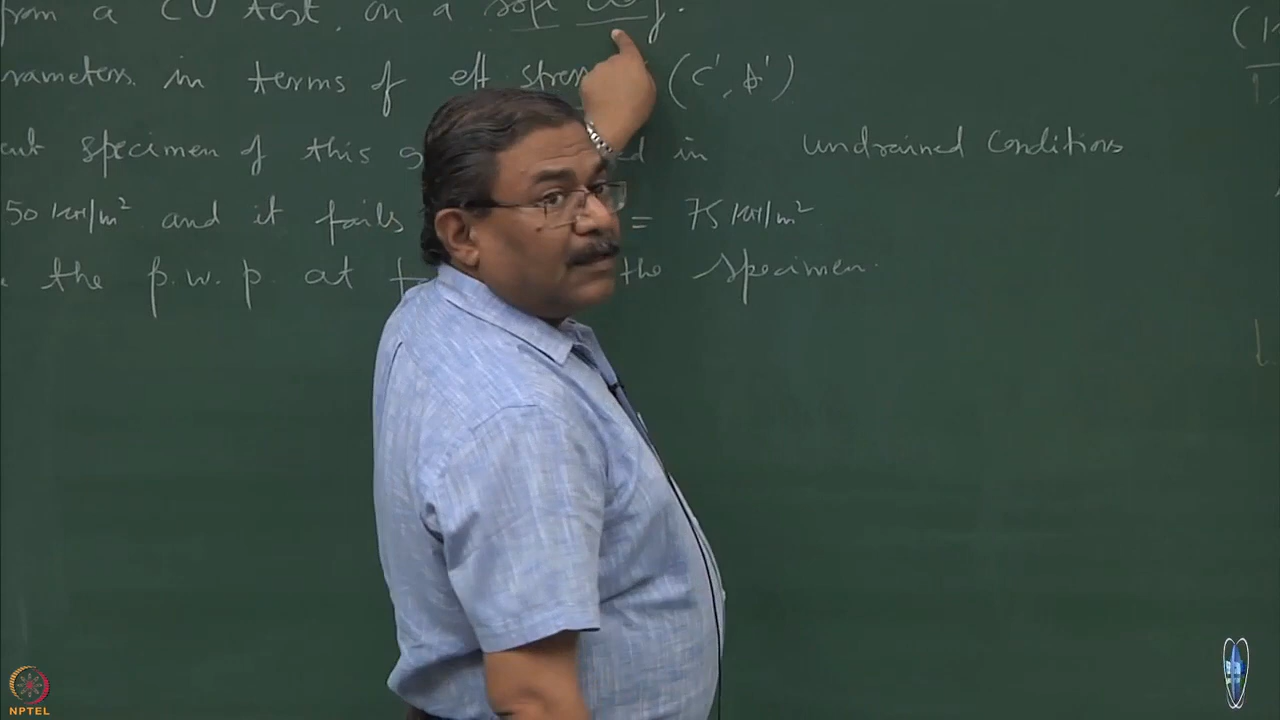 from a CU test on a soft clay.
rameters in terms of eff stress (c', φ')
specimen of this in undrained conditions
50 kN/m² and it fails = 75 kN/m²
the p.w.p. at the specimen.
NPTEL